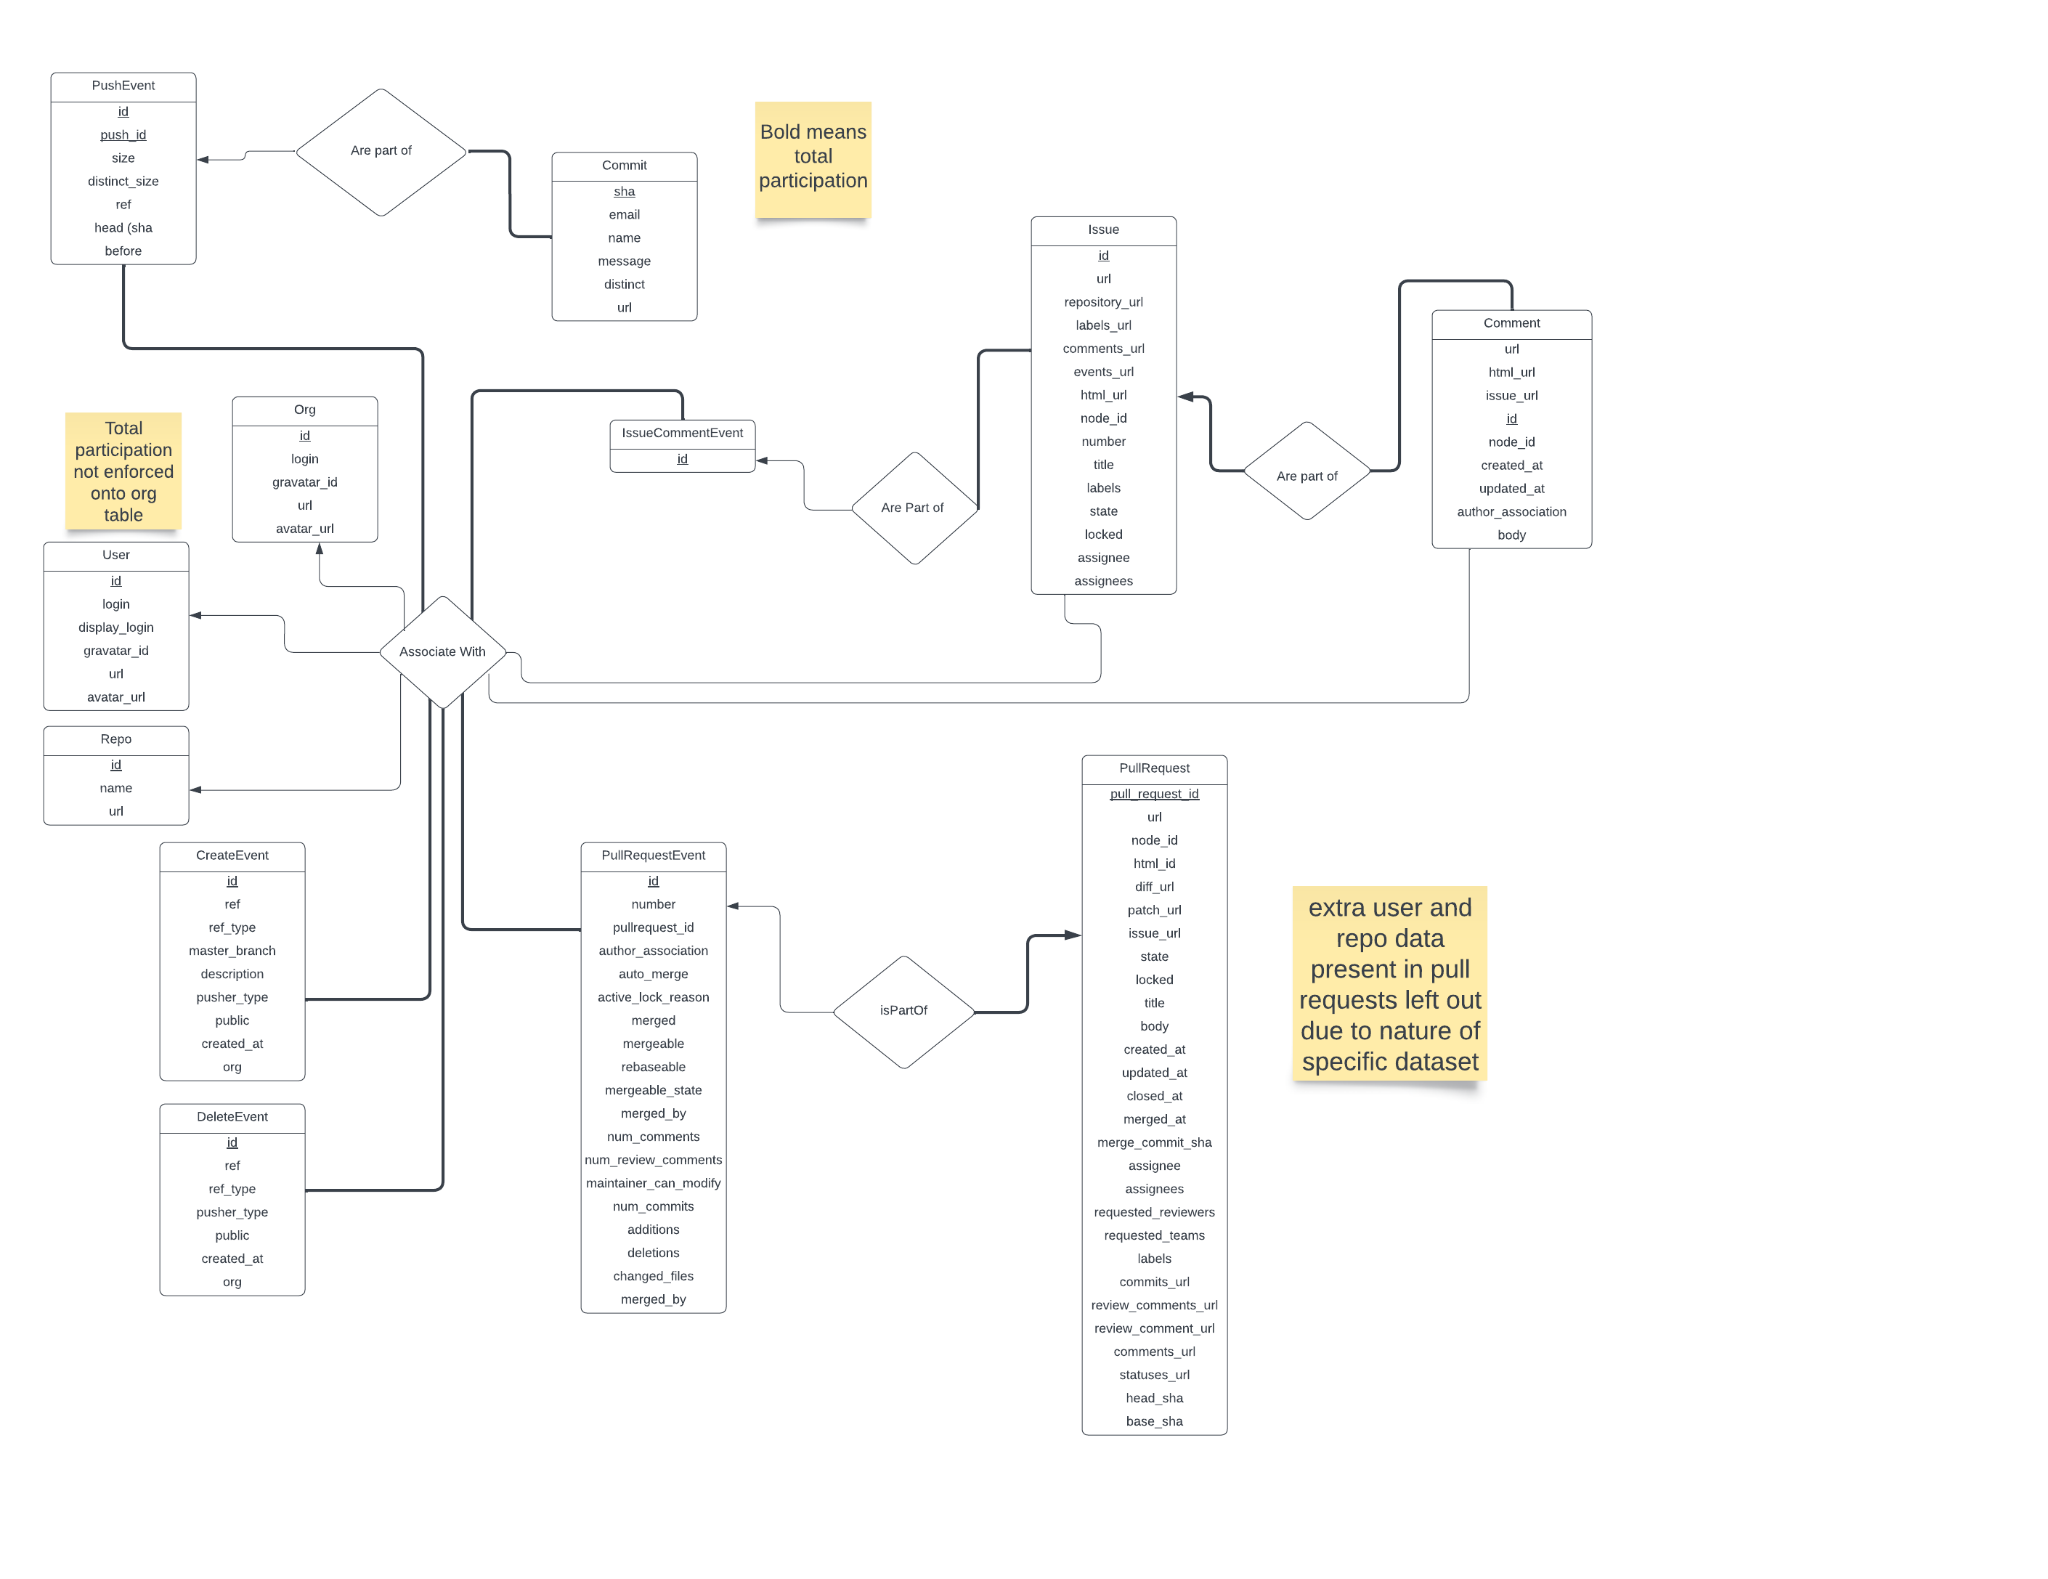 PushEvent
id
push_id
size
distinct_size
ref
head (sha
before
Are part of
Commit
sha
email
name
message
distinct
url
Bold means
total
participation
Issue
id
url
repository_url
labels_url
comments_url
events_url
html_url
node_id
number
title
labels
state
locked
assignee
assignees
Are part of
Comment
url
html_url
issue_url
id
node_id
created_at
updated_at
author_association
body
Total
participation
not enforced
onto org
table
Org
id
login
gravatar_id
url
avatar_url
IssueCommentEvent
id
Are Part of
User
id
login
display_login
gravatar_id
url
avatar_url
Associate With
Repo
id
name
url
CreateEvent
id
ref
ref_type
master_branch
description
pusher_type
public
created_at
org
DeleteEvent
id
ref
ref_type
pusher_type
public
created_at
org
PullRequestEvent
id
number
pullrequest_id
author_association
auto_merge
active_lock_reason
merged
mergeable
rebaseable
mergeable_state
merged_by
num_comments
num_review_comments
maintainer_can_modify
num_commits
additions
deletions
changed_files
merged_by
isPartOf
PullRequest
pull_request_id
url
node_id
html_id
diff_url
patch_url
issue_url
state
locked
title
body
created_at
updated_at
closed_at
merged_at
merge_commit_sha
assignee
assignees
requested_reviewers
requested_teams
labels
commits_url
review_comments_url
review_comment_url
comments_url
statuses_url
head_sha
base_sha
extra user and
repo data
present in pull
requests left out
due to nature of
specific dataset